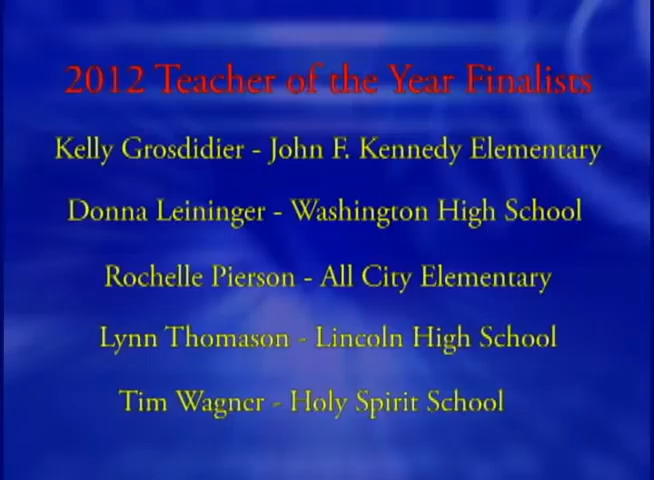 2012 Teacher of the Year Finalists
Kelly Grosdidier - John F. Kennedy Elementary
Donna Leininger - Washington High School
Rochelle Pierson - All City Elementary
Lynn Thomason - Lincoln High School
Tim Wagner - Holy Spirit School